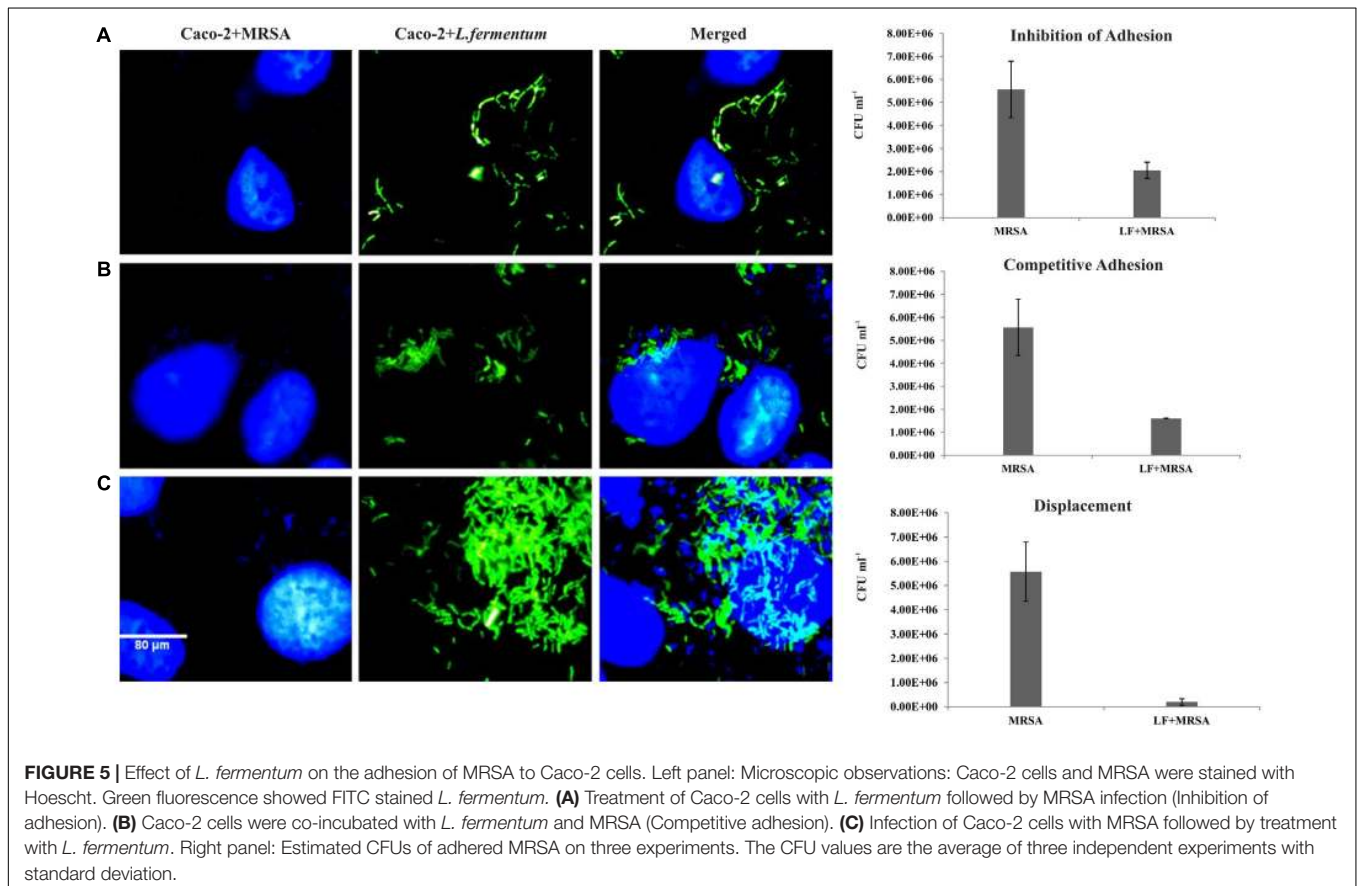 A
Caco-2+MRSA
Caco-2+L.fermentum
Merged
B
C
80 µm
Inhibition of Adhesion
CFU ml⁻¹
8.00E+06
7.00E+06
6.00E+06
5.00E+06
4.00E+06
3.00E+06
2.00E+06
1.00E+06
0.00E+00
MRSA LF+MRSA
Competitive Adhesion
CFU ml⁻¹
8.00E+06
7.00E+06
6.00E+06
5.00E+06
4.00E+06
3.00E+06
2.00E+06
1.00E+06
0.00E+00
MRSA LF+MRSA
Displacement
CFU ml⁻¹
8.00E+06
7.00E+06
6.00E+06
5.00E+06
4.00E+06
3.00E+06
2.00E+06
1.00E+06
0.00E+00
MRSA LF+MRSA
FIGURE 5 | Effect of L. fermentum on the adhesion of MRSA to Caco-2 cells. Left panel: Microscopic observations: Caco-2 cells and MRSA were stained with
Hoescht. Green fluorescence showed FITC stained L. fermentum. (A) Treatment of Caco-2 cells with L. fermentum followed by MRSA infection (Inhibition of
adhesion). (B) Caco-2 cells were co-incubated with L. fermentum and MRSA (Competitive adhesion). (C) Infection of Caco-2 cells with MRSA followed by treatment
with L. fermentum. Right panel: Estimated CFUs of adhered MRSA on three experiments. The CFU values are the average of three independent experiments with
standard deviation.